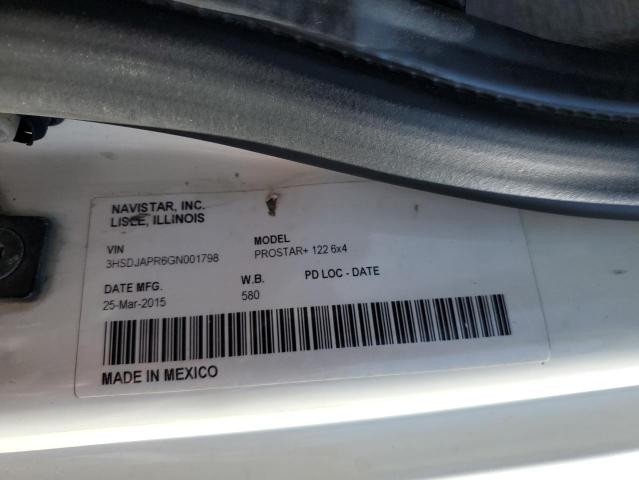 NAVISTAR, INC.
LISLE, ILLINOIS
VIN MODEL
3HSDJAPR6GN001798 PROSTAR+ 122 6x4
DATE MFG. W.B. PD LOC - DATE
25-Mar-2015 580
MADE IN MEXICO